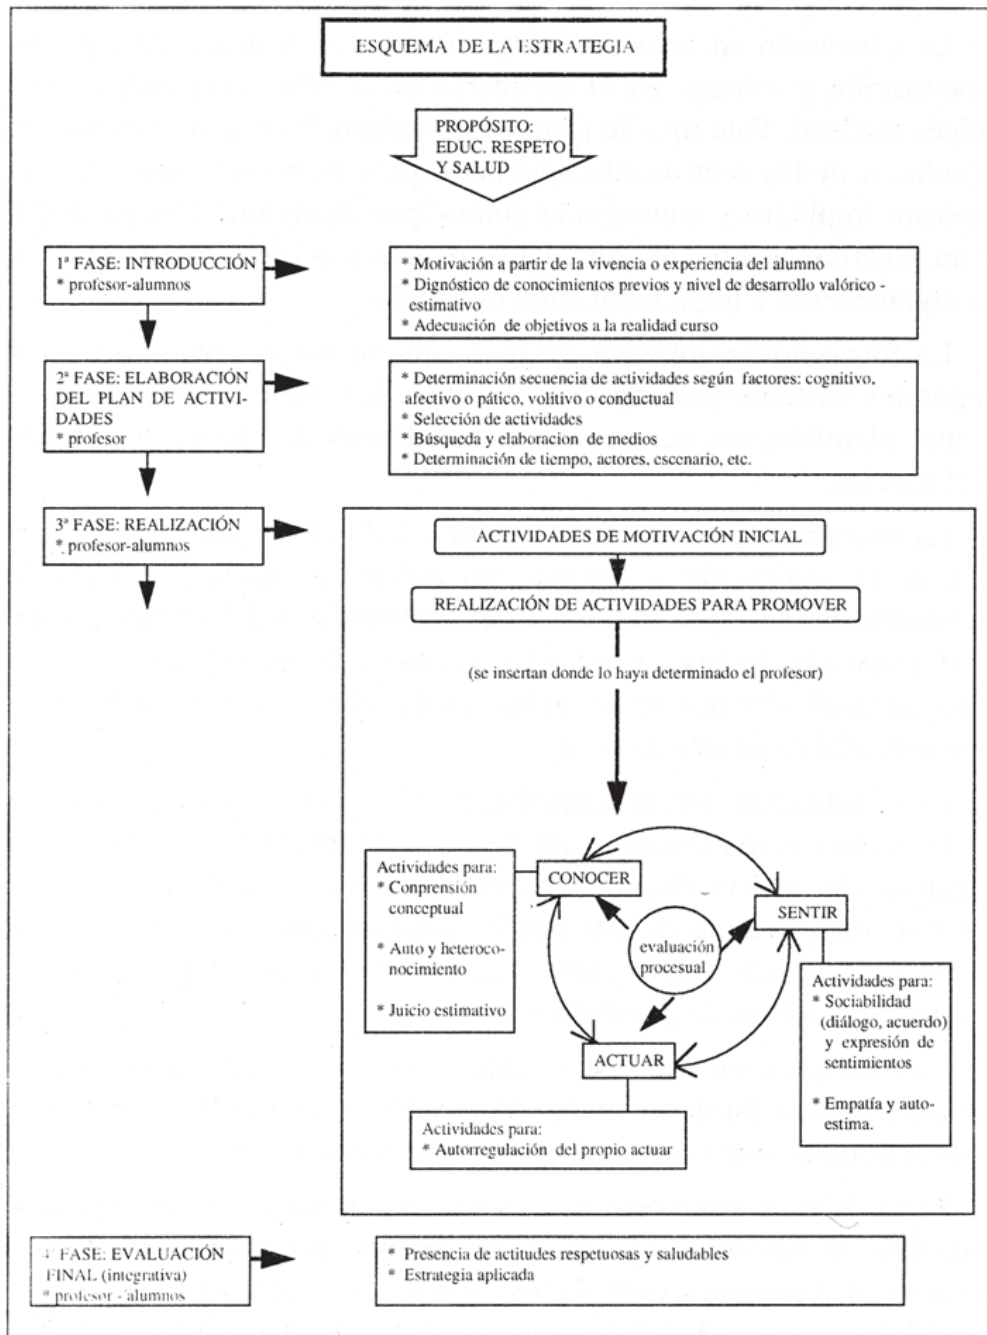 ESQUEMA DE LA ESTRATEGIA
PROPÓSITO:
EDUC. RESPETO
Y SALUD
1ª FASE: INTRODUCCIÓN
* profesor-alumnos
* Motivación a partir de la vivencia o experiencia del álumno
* Dignóstico de conocimientos previos y nivel de desarrollo valórico -
estimativo
* Adecuación de objetivos a la realidad curso
2ª FASE: ELABORACIÓN
DEL PLAN DE ACTIVI-
DADES
* profesor
* Determinación secuencia de actividades según factores: cognitivo,
afectivo o pático, volitivo o conductual
* Selección de actividades
* Búsqueda y elaboracion de medios
* Determinación de tiempo, actores, escenario, etc.
3ª FASE: REALIZACIÓN
* profesor-alumnos
ACTIVIDADES DE MOTIVACIÓN INICIAL
REALIZACIÓN DE ACTIVIDADES PARA PROMOVER
(se insertan donde lo haya determinado el profesor)
Actividades para:
* Conprensión
conceptual
* Auto y heteroco-
nocimiento
* Juicio estimativo
CONOCER
SENTIR
evaluación
procesual
Actividades para:
* Sociabilidad
(diálogo, acuerdo)
y expresión de
sentimientos
* Empatía y auto-
estima.
ACTUAR
Actividades para:
* Autorregulación del propio actuar
4ª FASE: EVALUACIÓN
FINAL (integrativa)
* profesor - alumnos
* Presencia de actitudes respetuosas y saludables
* Estrategia aplicada